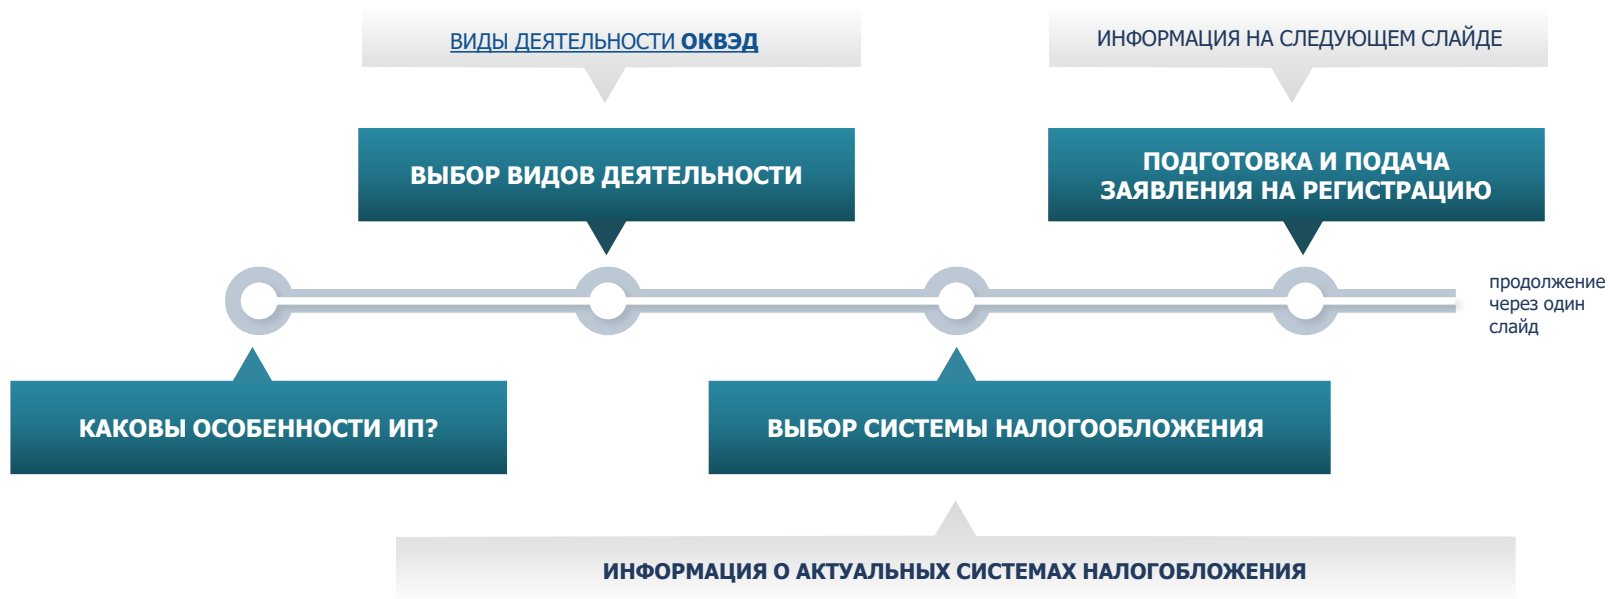 ВИДЫ ДЕЯТЕЛЬНОСТИ ОКВЭД
ИНФОРМАЦИЯ НА СЛЕДУЮЩЕМ СЛАЙДЕ
ВЫБОР ВИДОВ ДЕЯТЕЛЬНОСТИ
ПОДГОТОВКА И ПОДАЧА
ЗАЯВЛЕНИЯ НА РЕГИСТРАЦИЮ
продолжение
через один
слайд
КАКОВЫ ОСОБЕННОСТИ ИП?
ВЫБОР СИСТЕМЫ НАЛОГООБЛОЖЕНИЯ
ИНФОРМАЦИЯ О АКТУАЛЬНЫХ СИСТЕМАХ НАЛОГОБЛОЖЕНИЯ